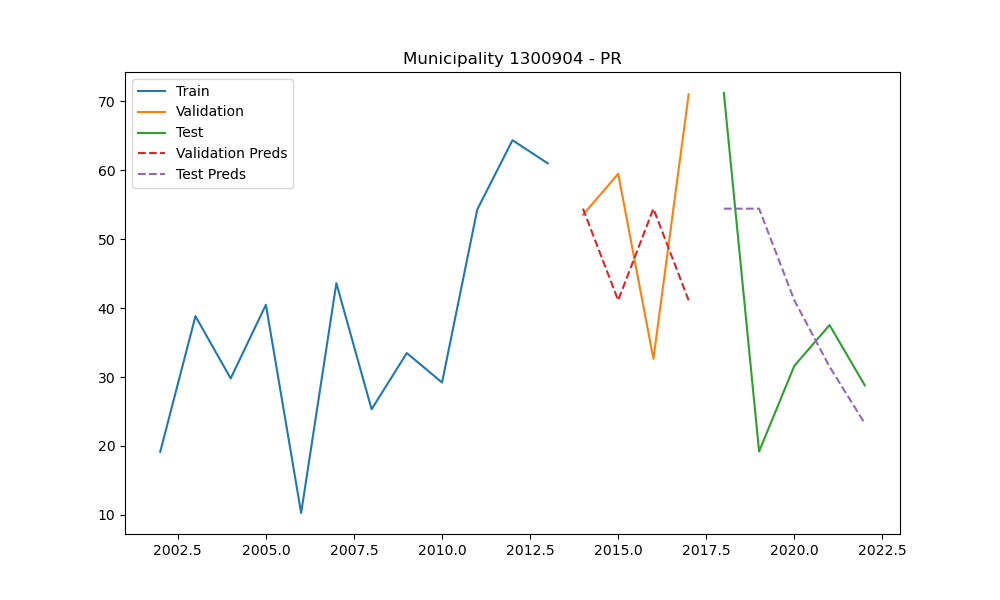 Municipality 1300904 - PR
Train
Validation
Test
Validation Preds
Test Preds
70
60
50
40
30
20
10
2002.5 2005.0 2007.5 2010.0 2012.5 2015.0 2017.5 2020.0 2022.5